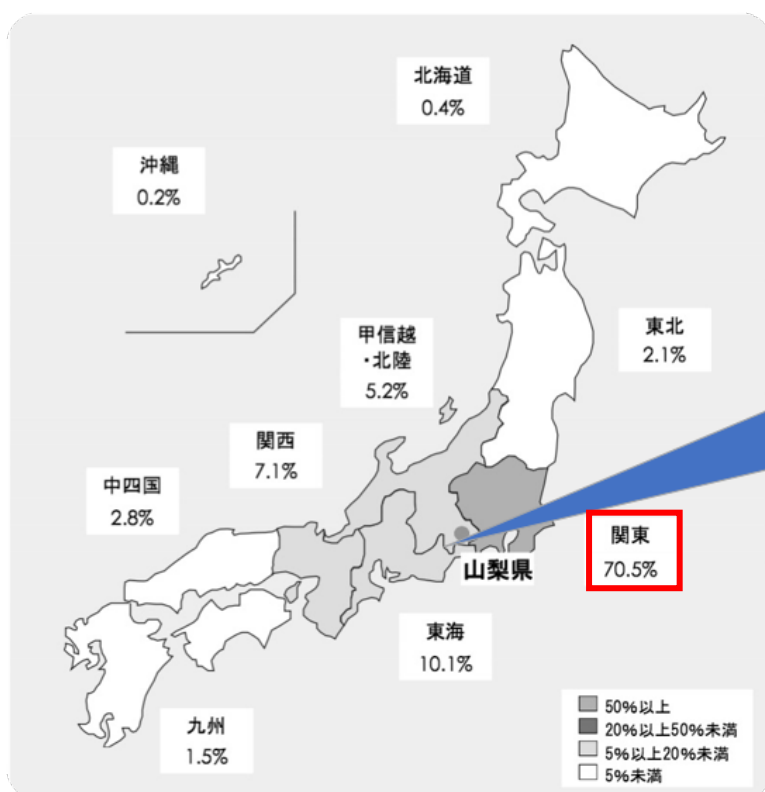 北海道
0.4%
沖縄
0.2%
東北
2.1%
甲信越
・北陸
5.2%
関西
7.1%
中四国
2.8%
関東
70.5%
山梨県
東海
10.1%
九州
1.5%
50%以上
20%以上50%未満
5%以上20%未満
5%未満